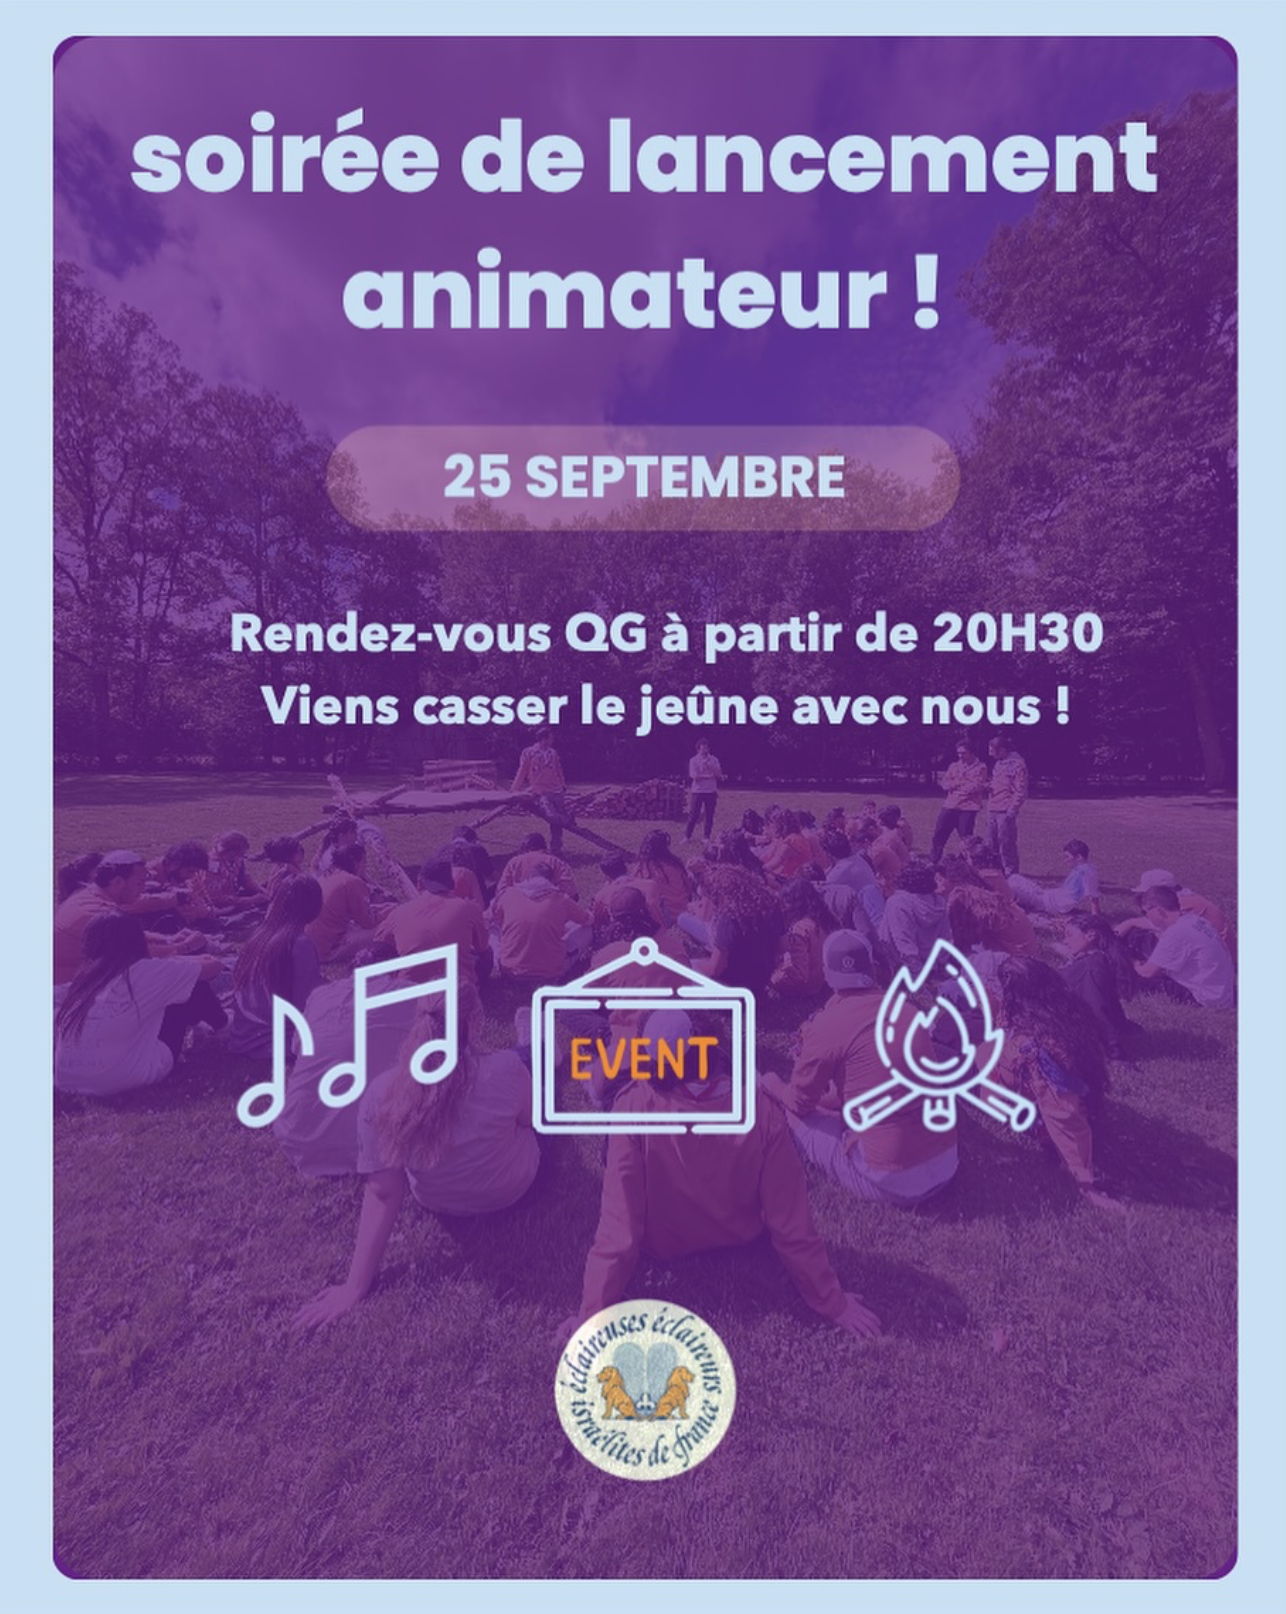 soirée de lancement
animateur !
25 SEPTEMBRE
Rendez-vous QG à partir de 20H30
Viens casser le jeûne avec nous !
EVENT
éclaireuses éclaireurs
israélites de france